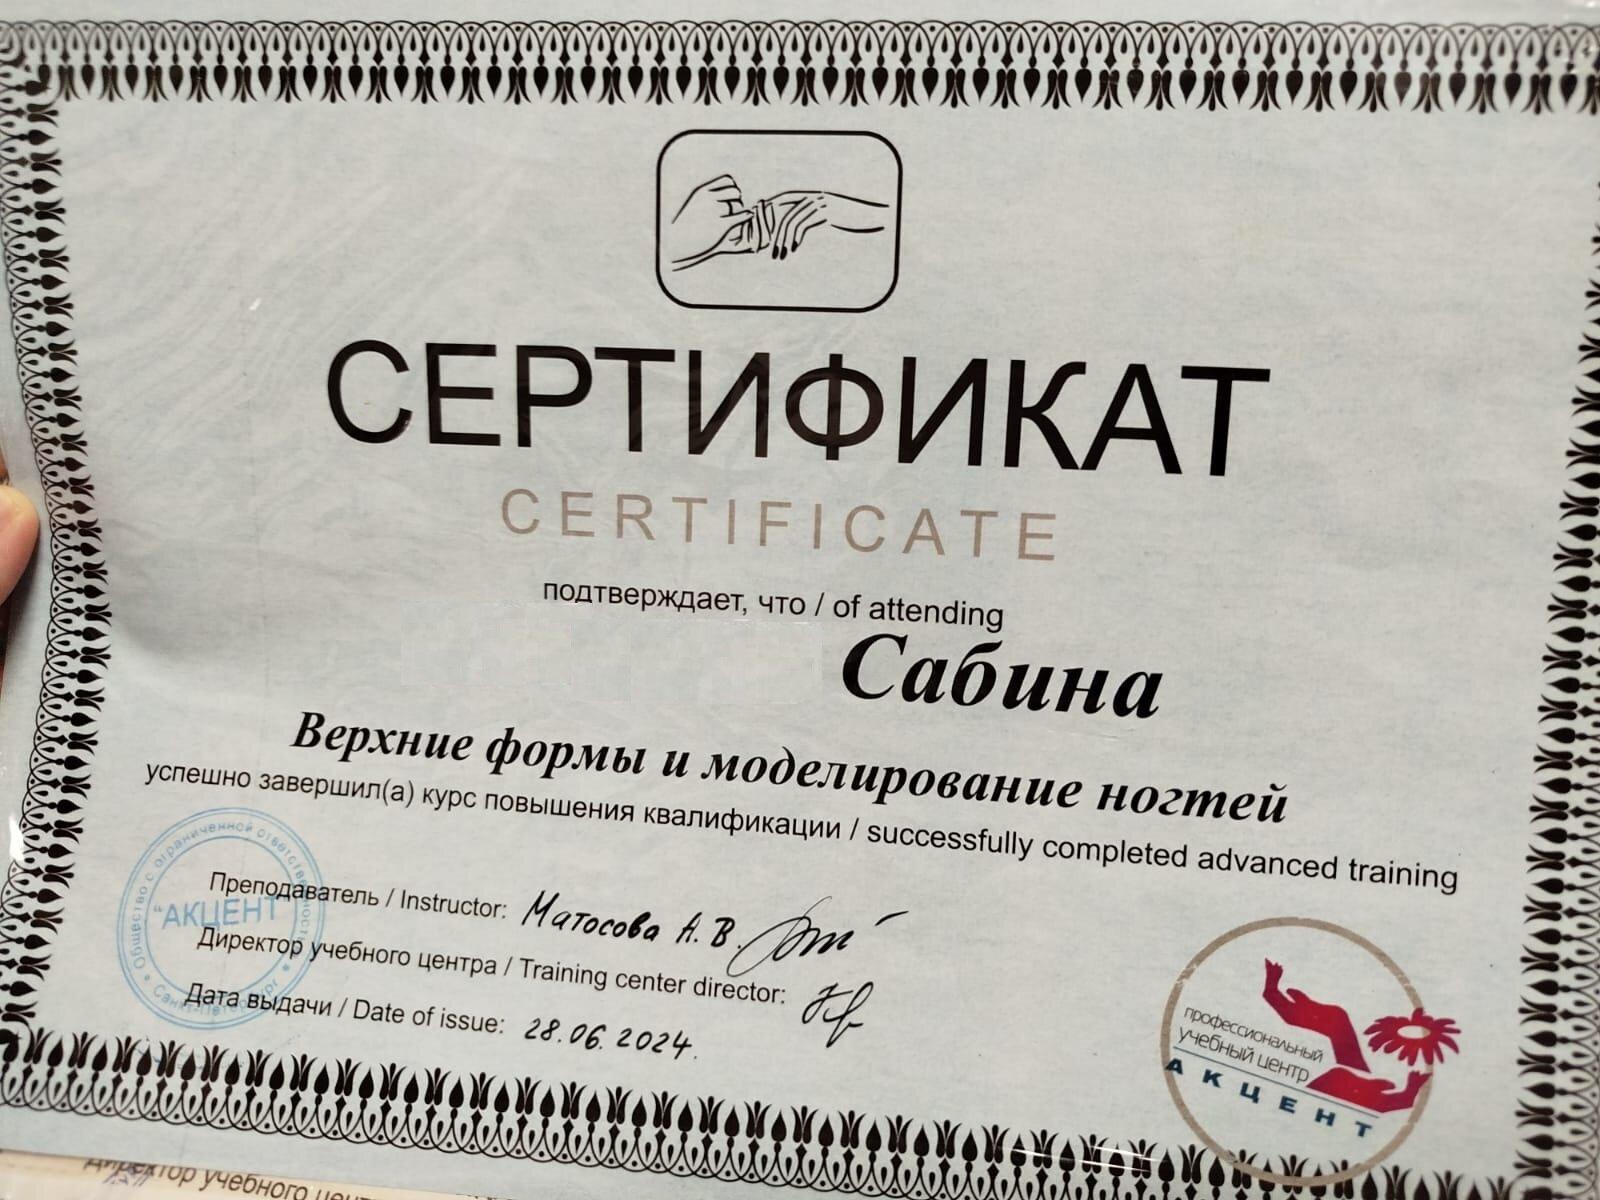 СЕРТИФИКАТ
CERTIFICATE
подтверждает, что / of attending
Сабина
Верхние формы и моделирование ногтей
успешно завершил(а) курс повышения квалификации / successfully completed advanced training
Преподаватель / Instructor: Матосова А.В.
Директор учебного центра / Training center director:
Дата выдачи / Date of issue: 28.06.2024.
Общество с ограниченной ответственностью
"АКЦЕНТ"
Санкт-Петербург
профессиональный
учебный центр
АКЦЕНТ
директор учебного